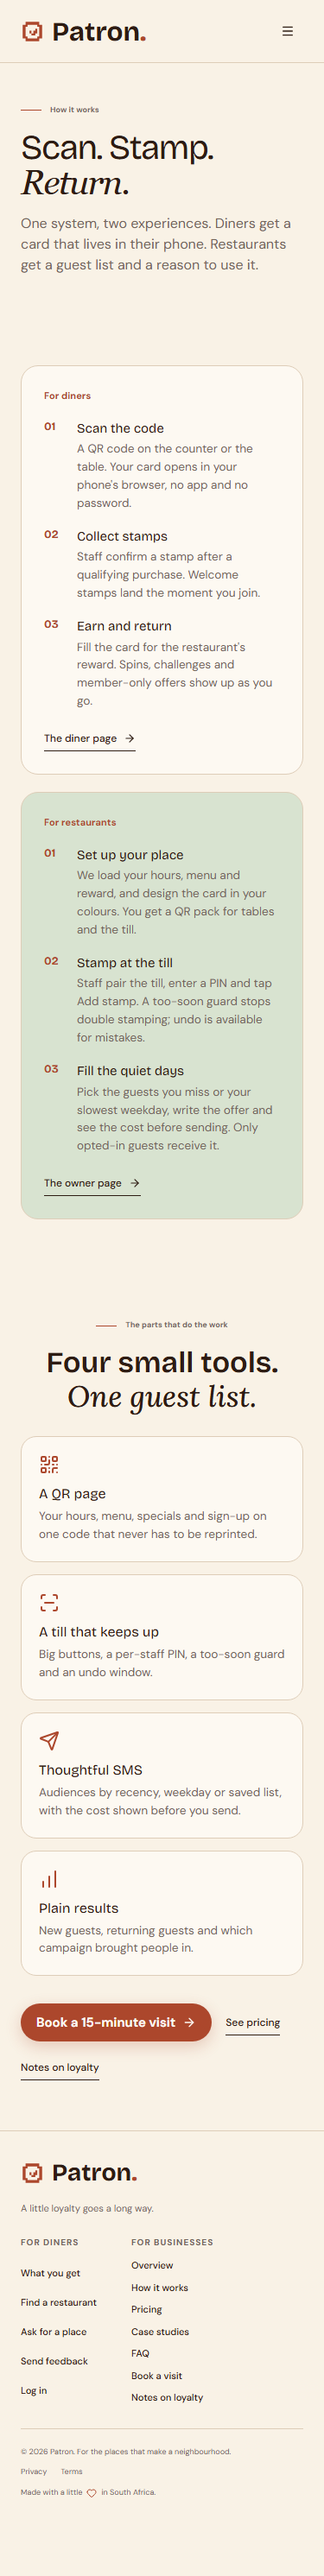 Patron.
How it works
Scan. Stamp.
Return.
One system, two experiences. Diners get a
card that lives in their phone. Restaurants
get a guest list and a reason to use it.
For diners
01 Scan the code
A QR code on the counter or the
table. Your card opens in your
phone's browser, no app and no
password.
02 Collect stamps
Staff confirm a stamp after a
qualifying purchase. Welcome
stamps land the moment you join.
03 Earn and return
Fill the card for the restaurant's
reward. Spins, challenges and
member-only offers show up as you
go.
The diner page →
For restaurants
01 Set up your place
We load your hours, menu and
reward, and design the card in your
colours. You get a QR pack for tables
and the till.
02 Stamp at the till
Staff pair the till, enter a PIN and tap
Add stamp. A too-soon guard stops
double stamping; undo is available
for mistakes.
03 Fill the quiet days
Pick the guests you miss or your
slowest weekday, write the offer and
see the cost before sending. Only
opted-in guests receive it.
The owner page →
The parts that do the work
Four small tools.
One guest list.
A QR page
Your hours, menu, specials and sign-up on
one code that never has to be reprinted.
A till that keeps up
Big buttons, a per-staff PIN, a too-soon guard
and an undo window.
Thoughtful SMS
Audiences by recency, weekday or saved list,
with the cost shown before you send.
Plain results
New guests, returning guests and which
campaign brought people in.
Book a 15-minute visit →
See pricing
Notes on loyalty
Patron.
A little loyalty goes a long way.
FOR DINERS
What you get
Find a restaurant
Ask for a place
Send feedback
Log in
FOR BUSINESSES
Overview
How it works
Pricing
Case studies
FAQ
Book a visit
Notes on loyalty
© 2026 Patron. For the places that make a neighbourhood.
Privacy Terms
Made with a little ♡ in South Africa.